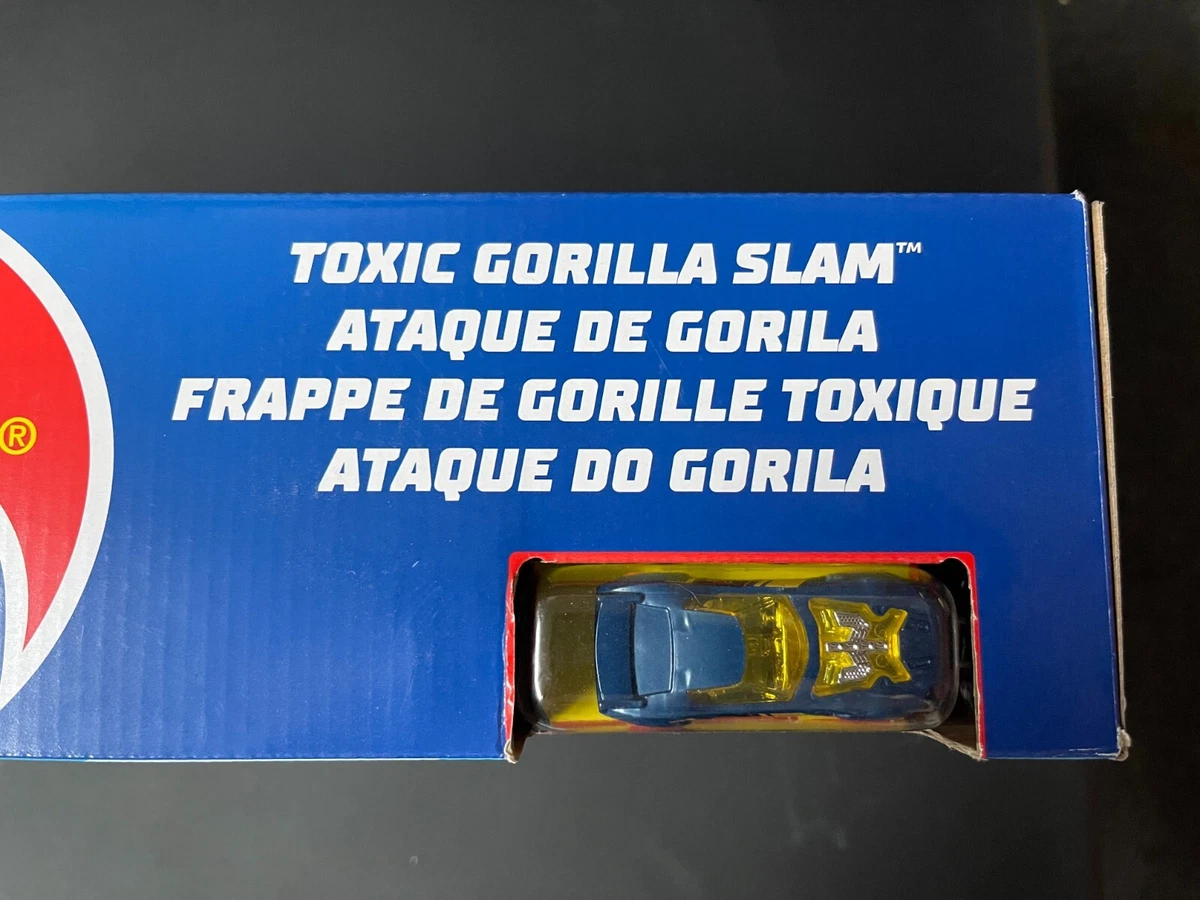 TOXIC GORILLA SLAM™
ATAQUE DE GORILA
FRAPPE DE GORILLE TOXIQUE
ATAQUE DO GORILA
®